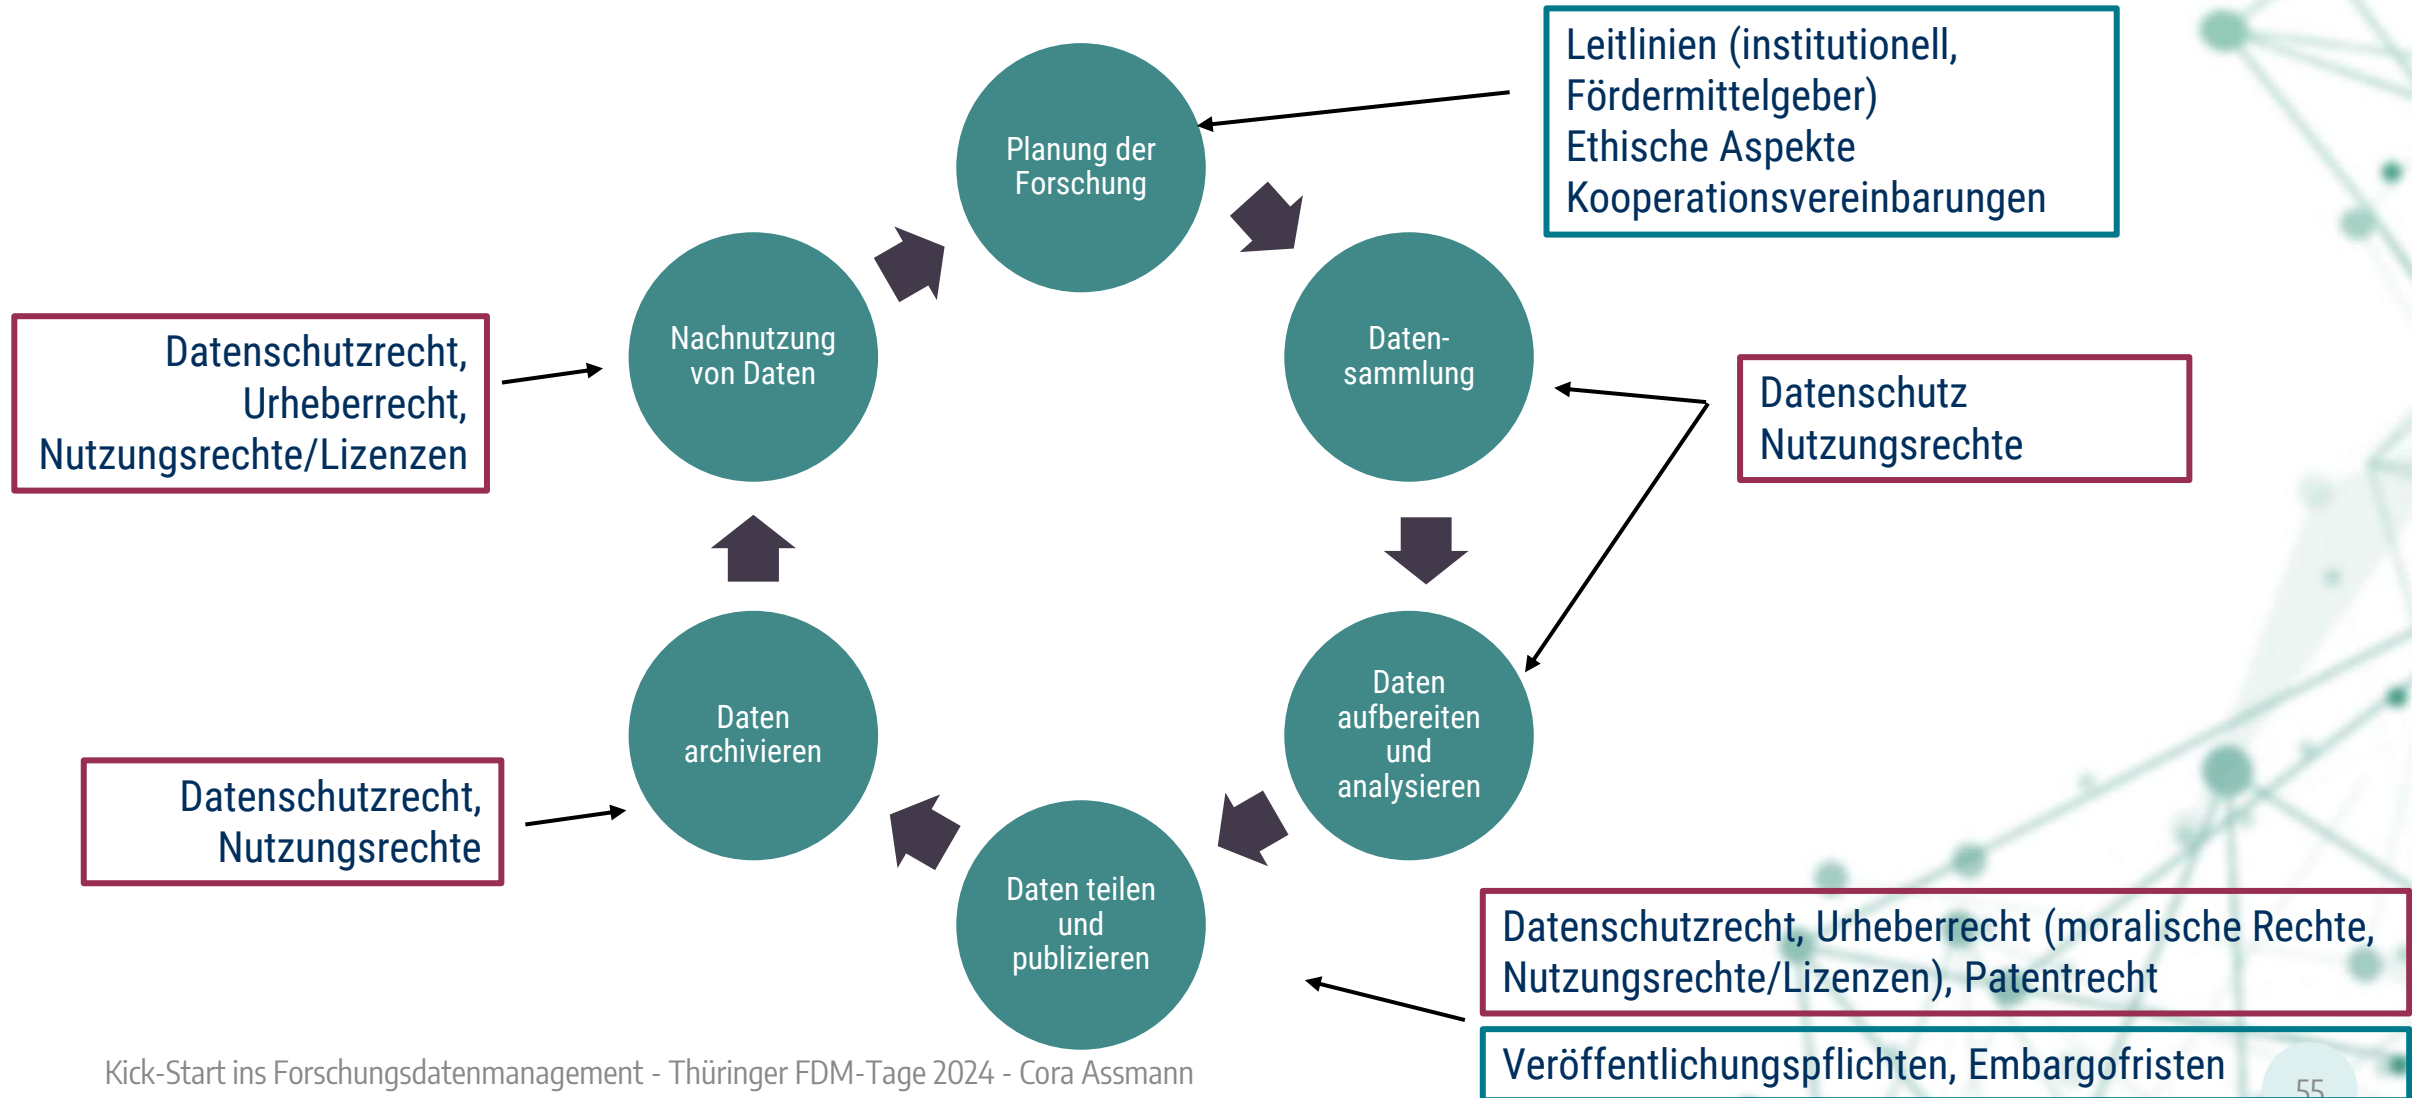 Leitlinien (institutionell,
Fördermittelgeber)
Ethische Aspekte
Kooperationsvereinbarungen
Planung der
Forschung
Daten-
sammlung
Datenschutz
Nutzungsrechte
Daten
aufbereiten
und
analysieren
Daten teilen
und
publizieren
Datenschutzrecht, Urheberrecht (moralische Rechte,
Nutzungsrechte/Lizenzen), Patentrecht
Veröffentlichungspflichten, Embargofristen
Daten
archivieren
Datenschutzrecht,
Nutzungsrechte
Nachnutzung
von Daten
Datenschutzrecht,
Urheberrecht,
Nutzungsrechte/Lizenzen
Kick-Start ins Forschungsdatenmanagement - Thüringer FDM-Tage 2024 - Cora Assmann
55